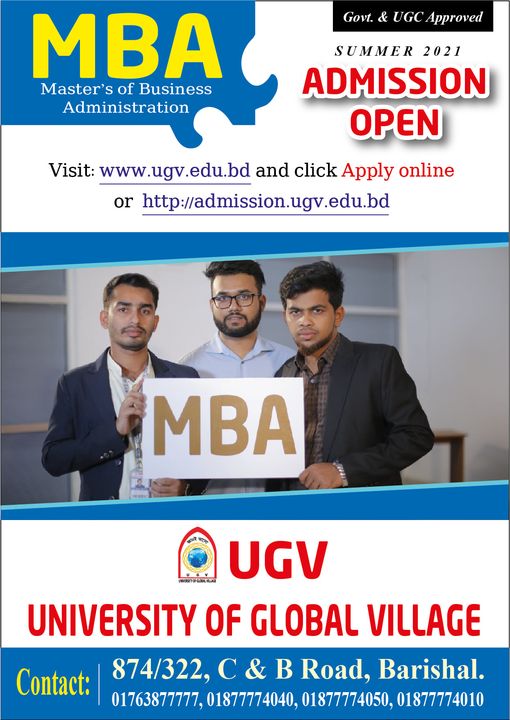 MBA
Master's of Business
Administration
Govt. & UGC Approved
SUMMER 2021
ADMISSION
OPEN
Visit: www.ugv.edu.bd and click Apply online
or http://admission.ugv.edu.bd
MBA
UGV
UNIVERSITY OF GLOBAL VILLAGE
Contact:
874/322, C & B Road, Barishal.
01763877777, 01877774040, 01877774050, 01877774010